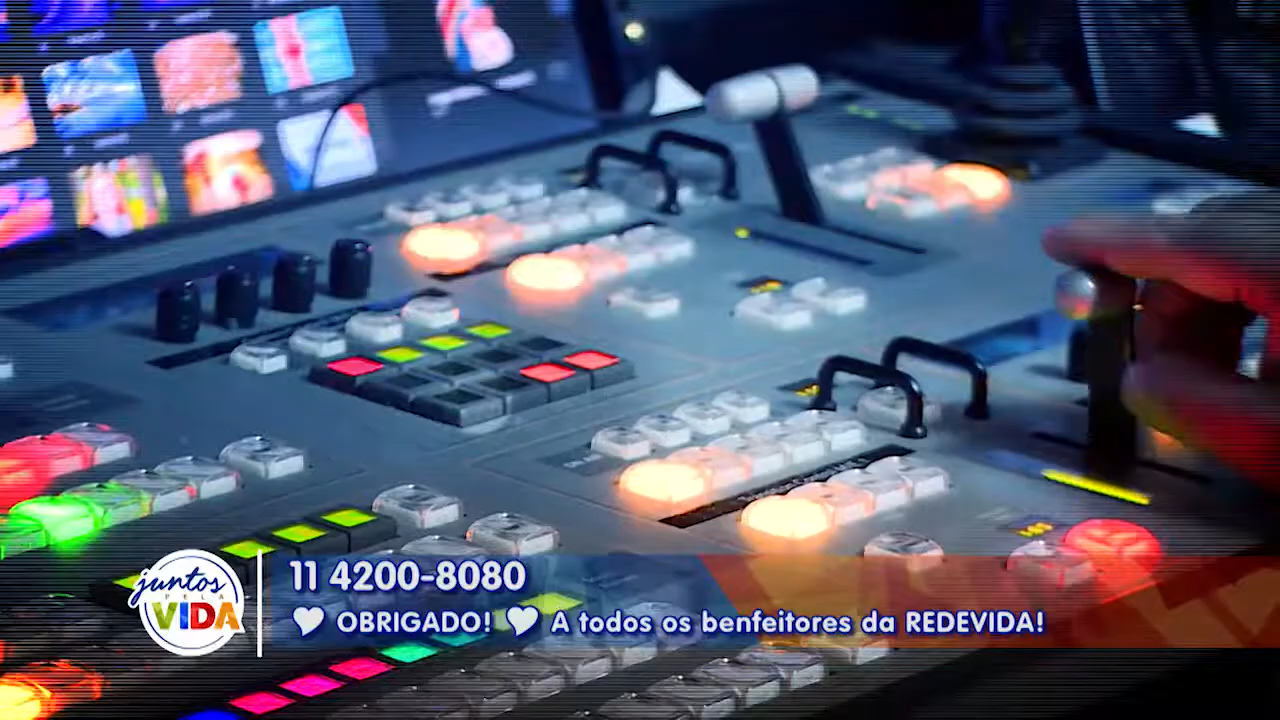 juntos
PELA
VIDA
11 4200-8080
🤍 OBRIGADO! 🤍 A todos os benfeitores da REDEVIDA!